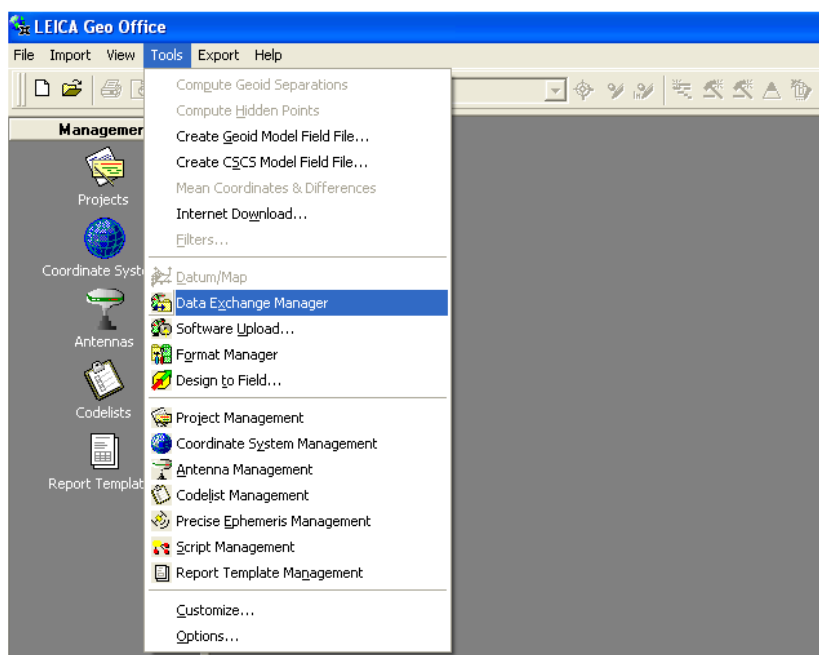 LEICA Geo Office
File Import View Tools Export Help
Managemen
Projects
Coordinate Syst
Antennas
Codelists
Report Templat
Compute Geoid Separations
Compute Hidden Points
Create Geoid Model Field File...
Create CSCS Model Field File...
Mean Coordinates & Differences
Internet Download...
Filters...
Datum/Map
Data Exchange Manager
Software Upload...
Format Manager
Design to Field...
Project Management
Coordinate System Management
Antenna Management
Codelist Management
Precise Ephemeris Management
Script Management
Report Template Management
Customize...
Options...